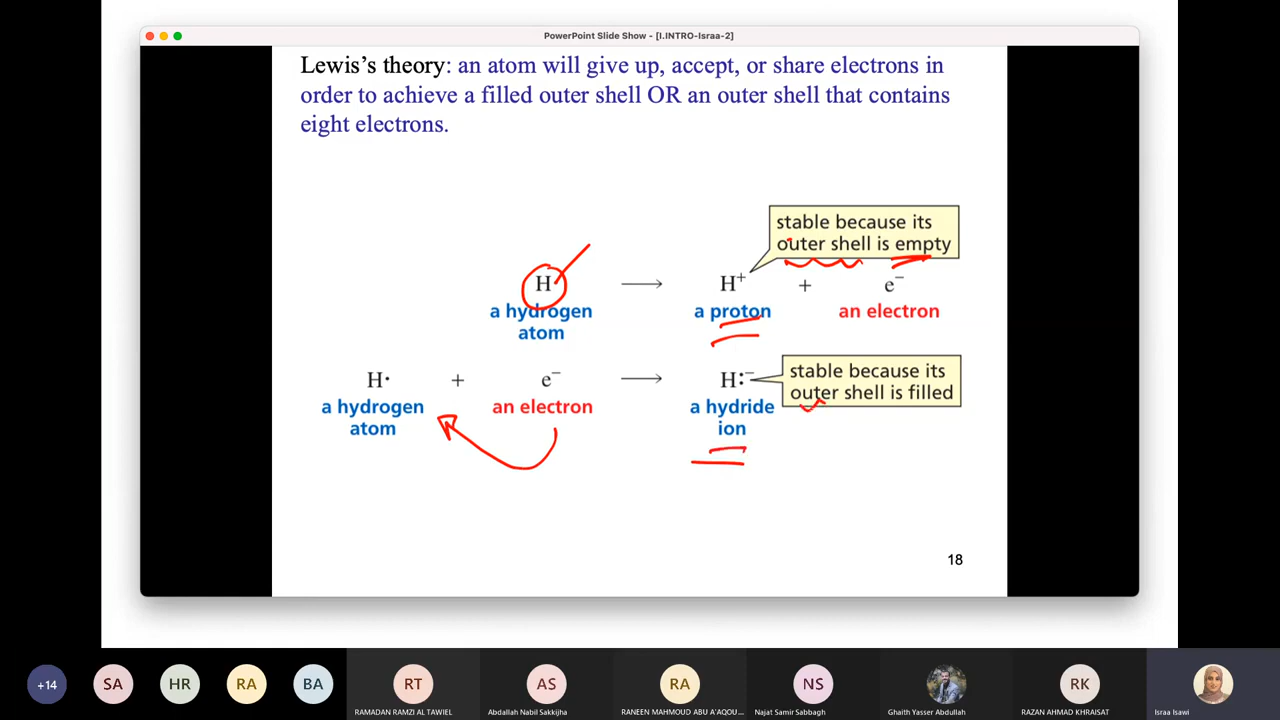 PowerPoint Slide Show - [I.INTRO-Israa-2]
Lewis's theory: an atom will give up, accept, or share electrons in
order to achieve a filled outer shell OR an outer shell that contains
eight electrons.
stable because its
outer shell is empty
H → H⁺ + e⁻
a hydrogen a proton an electron
atom
stable because its
outer shell is filled
H· + e⁻ → H:⁻
a hydrogen an electron a hydride
atom ion
18
+14 SA HR RA BA RT AS RA NS RK
RAMADAN RAMZI AL TAWIEL Abdallah Nabil Sakkijha RANEEN MAHMOUD ABU A'AQOU... Najat Samir Sabbagh Ghaith Yasser Abdullah RAZAN AHMAD KHRAISAT Israa Isawi